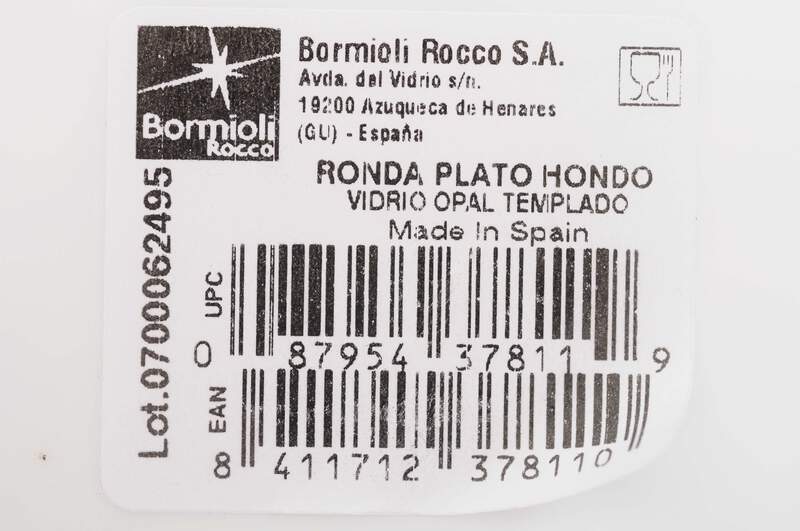 Bormioli
Rocco
Bormioli Rocco S.A.
Avda. del Vidrio s/n.
19200 Azuqueca de Henares
(GU) - España
RONDA PLATO HONDO
VIDRIO OPAL TEMPLADO
Made In Spain
Lot.0700062495
UPC
0 87954 37811 9
EAN
8 411712 378110